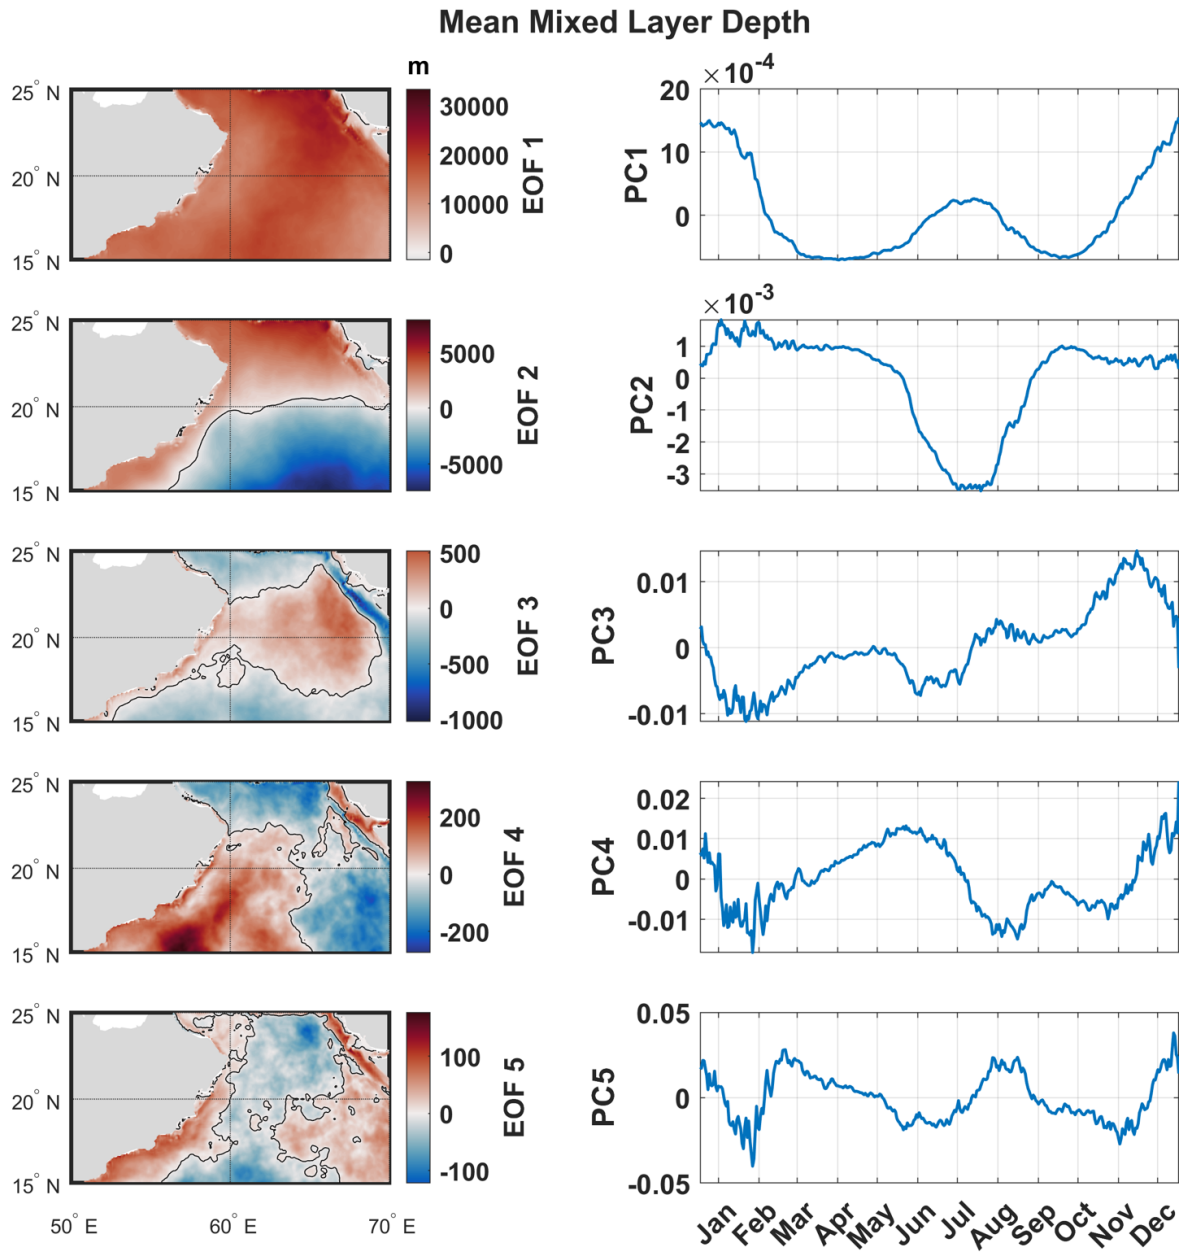 Mean Mixed Layer Depth
m
25° N
20° N
15° N
30000
20000
10000
0
EOF 1
×10-4
20
10
0
PC1
25° N
20° N
15° N
5000
0
-5000
EOF 2
×10-3
1
0
-1
-2
-3
PC2
25° N
20° N
15° N
500
0
-500
-1000
EOF 3
0.01
0
-0.01
PC3
25° N
20° N
15° N
200
0
-200
EOF 4
0.02
0.01
0
-0.01
PC4
25° N
20° N
15° N
100
0
-100
EOF 5
0.05
0
-0.05
PC5
50° E 60° E 70° E
Jan Feb Mar Apr May Jun Jul Aug Sep Oct Nov Dec